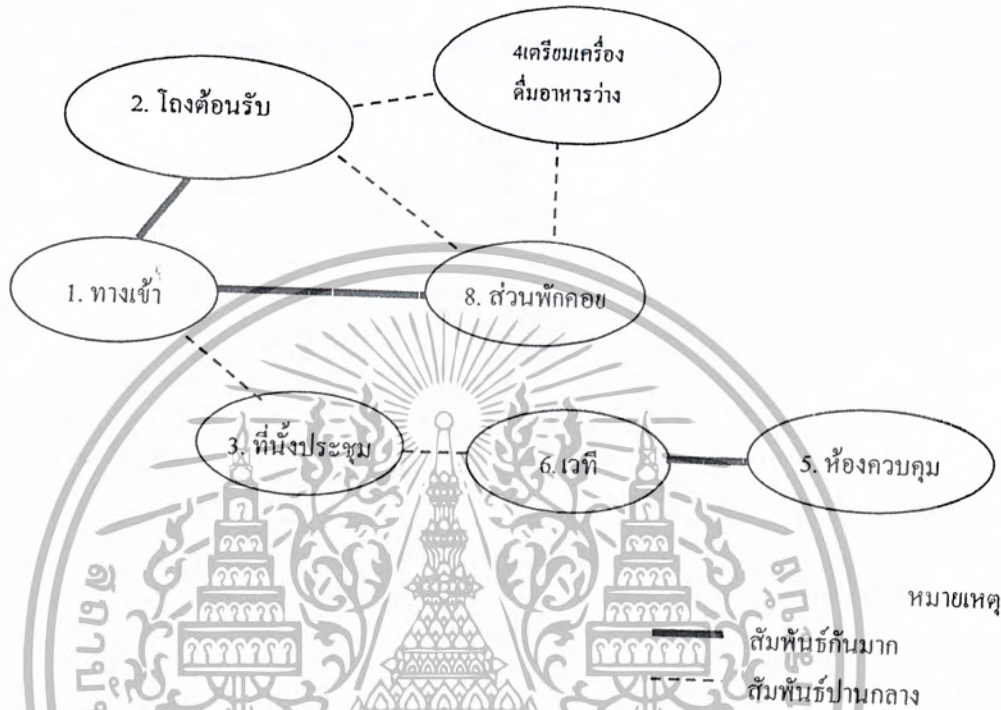 4เตรียมเครื่อง
ดื่มอาหารว่าง
2. โถงต้อนรับ
1. ทางเข้า
8. ส่วนพักคอย
3. ที่นั่งประชุม
6. เวที
5. ห้องควบคุม
หมายเหตุ
สัมพันธ์กันมาก
สัมพันธ์ปานกลาง